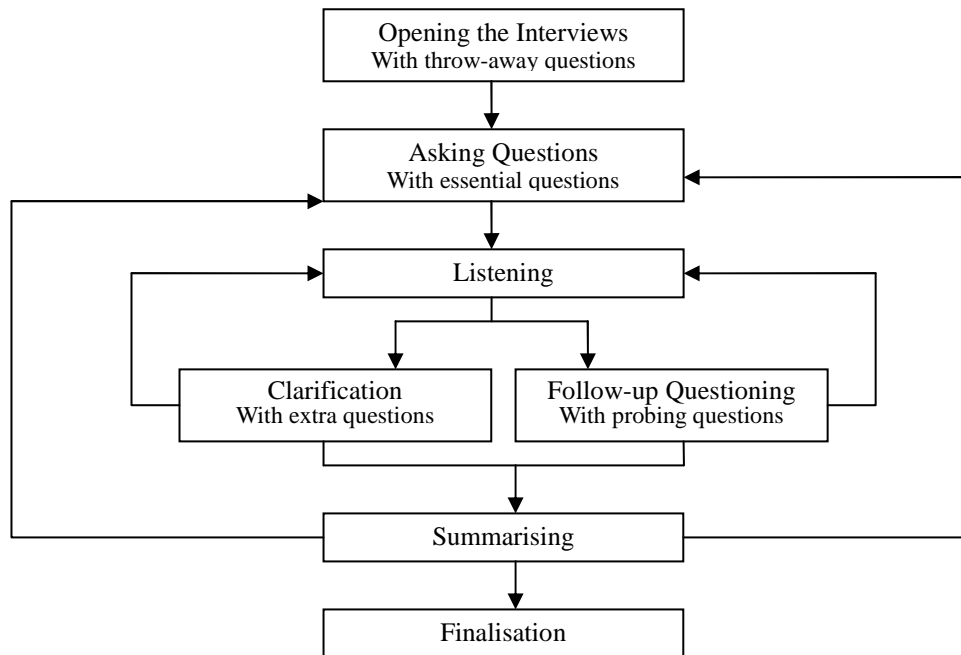 Opening the Interviews
With throw-away questions
Asking Questions
With essential questions
Listening
Clarification
With extra questions
Follow-up Questioning
With probing questions
Summarising
Finalisation